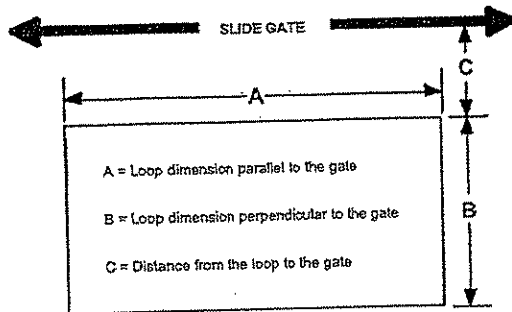 SLIDE GATE
C
A
A = Loop dimension parallel to the gate
B = Loop dimension perpendicular to the gate
B
C = Distance from the loop to the gate